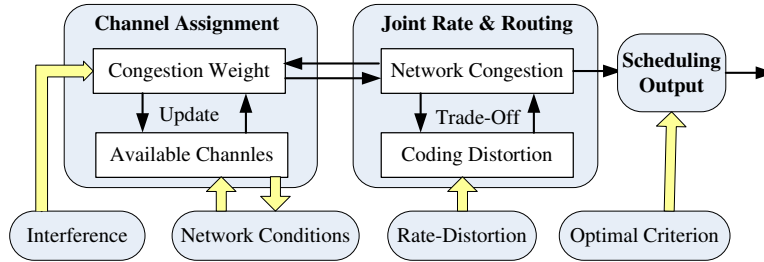 Channel Assignment
Joint Rate & Routing
Congestion Weight
Network Congestion
Scheduling
Output
Update
Trade-Off
Available Channles
Coding Distortion
Interference
Network Conditions
Rate-Distortion
Optimal Criterion